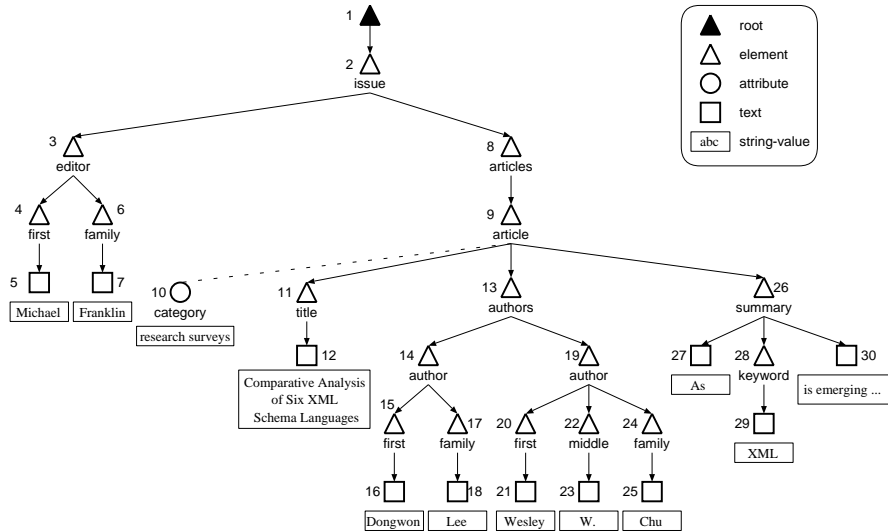 1
root
2
element
issue
attribute
3
8
text
editor
articles
abc string-value
4
6
9
first
family
article
5
7
10
11
13
26
Michael
Franklin
category
title
authors
summary
research surveys
12
14
19
27
28
30
Comparative Analysis
of Six XML
Schema Languages
author
author
As
keyword
is emerging ...
15
17
20
22
24
29
first
family
first
middle
family
XML
16
18
21
23
25
Dongwon
Lee
Wesley
W.
Chu